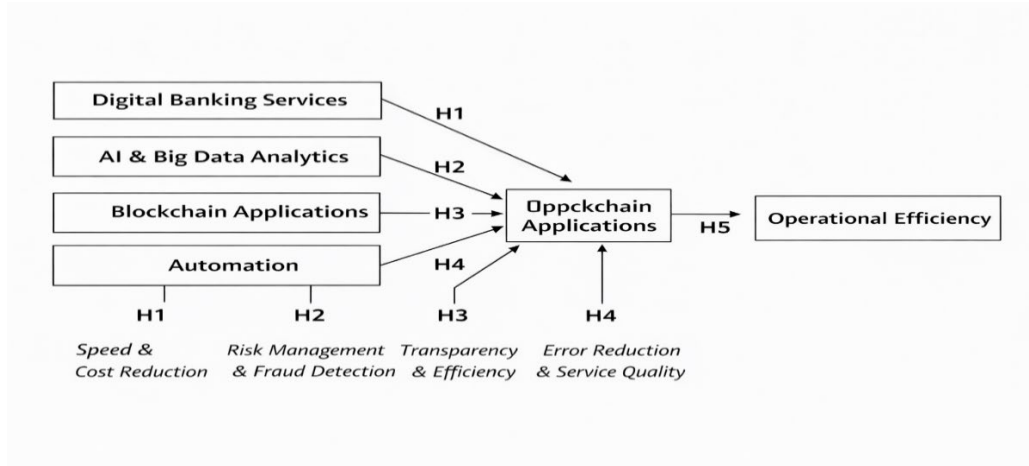 Digital Banking Services
H1
AI & Big Data Analytics
H2
Blockchain Applications
H3
Automation
H4
Applications
H5
Operational Efficiency
H1
H2
H3
H4
Speed &
Cost Reduction
Risk Management
& Fraud Detection
Transparency
& Efficiency
Error Reduction
& Service Quality